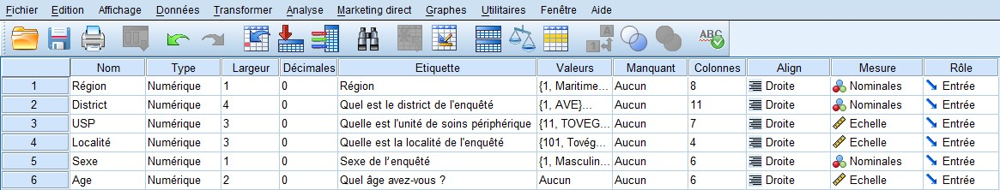 Fichier Edition Affichage Données Transformer Analyse Marketing direct Graphes Utilitaires Fenêtre Aide
A 1 A ABC
Nom Type Largeur Décimales Etiquette Valeurs Manquant Colonnes Align Mesure Rôle
1 Région Numérique 1 0 Région {1, Maritime... Aucun 8 Droite Nominales Entrée
2 District Numérique 4 0 Quel est le district de l'enquêté {1, AVE}... Aucun 11 Droite Nominales Entrée
3 USP Numérique 3 0 Quelle est l'unité de soins périphérique {11, TOVEG... Aucun 7 Droite Echelle Entrée
4 Localité Numérique 3 0 Quelle est la localité de l'enquêté {101, Tovég... Aucun 4 Droite Echelle Entrée
5 Sexe Numérique 1 0 Sexe de l'enquêté {1, Masculin... Aucun 6 Droite Nominales Entrée
6 Age Numérique 2 0 Quel âge avez-vous ? Aucun Aucun 6 Droite Echelle Entrée